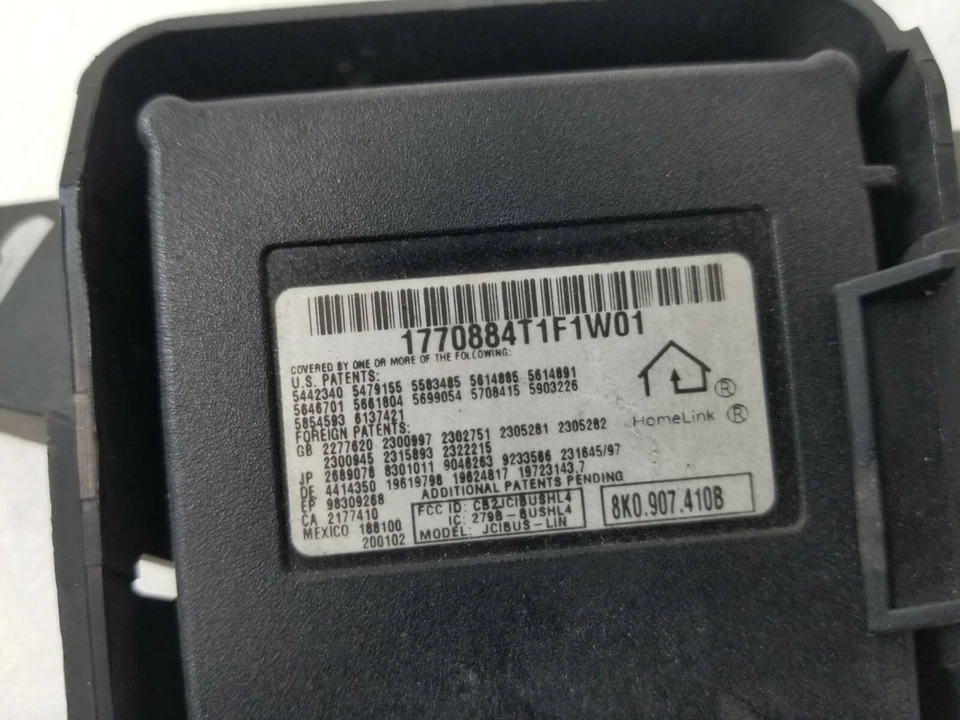 1770884T1F1W01
COVERED BY ONE OR MORE OF THE FOLLOWING:
U.S. PATENTS:
5442340 5479155 5583485 5614885 5614891
5646701 5661804 5699054 5708415 5903226
5854593 6137421
FOREIGN PATENTS:
GB 2277620 2300997 2302751 2305281 2305282
2300945 2315893 2322215
JP 2689078 8301011 9046263 9233586 231645/97
DE 4414350 19619798 19624817 19723143.7
EP 98309268
CA 2177410
MEXICO 188100
200102
ADDITIONAL PATENTS PENDING
FCC ID: CB2JCIBUSHL4
IC: 279B-BUSHL4
MODEL: JCIBUS-LIN
HomeLink ®
®
8K0.907.410B